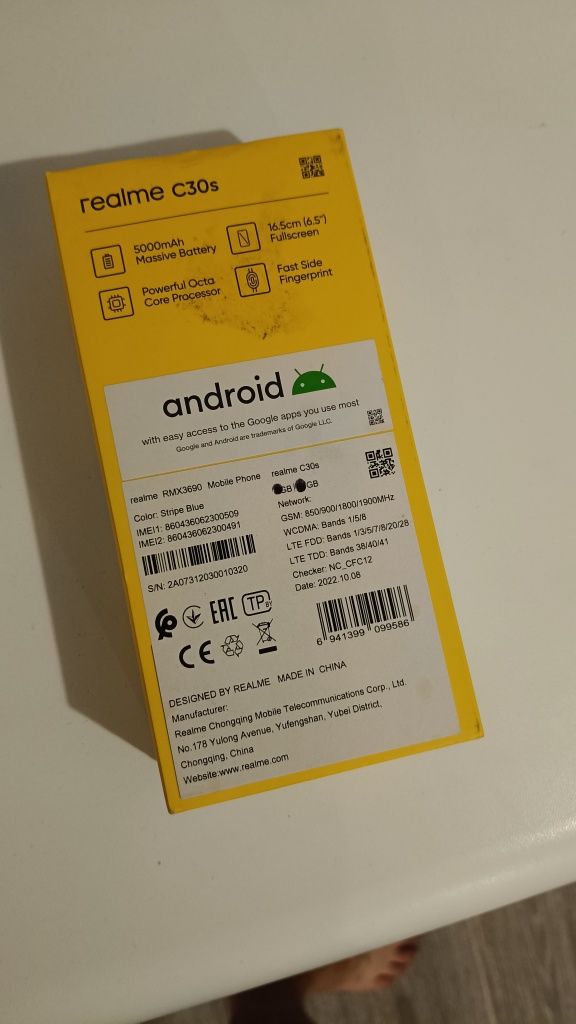 realme C30s
5000mAh
Massive Battery
16.5cm (6.5")
Fullscreen
Powerful Octa
Core Processor
Fast Side
Fingerprint
android
with easy access to the Google apps you use most
Google and Android are trademarks of Google LLC.
realme RMX3690 Mobile Phone
Color: Stripe Blue
IMEI1: 860436062300509
IMEI2: 860436062300491
S/N: 2A07312030010320
realme C30s
GB/ GB
Network:
GSM: 850/900/1800/1900MHz
WCDMA: Bands 1/5/8
LTE FDD: Bands 1/3/5/7/8/20/28
LTE TDD: Bands 38/40/41
Checker: NC_CFC12
Date: 2022.10.08
EAC TP BY
CE
6 941399 099586
DESIGNED BY REALME MADE IN CHINA
Manufacturer:
Realme Chongqing Mobile Telecommunications Corp., Ltd.
No.178 Yulong Avenue, Yufengshan, Yubei District,
Chongqing, China
Website:www.realme.com